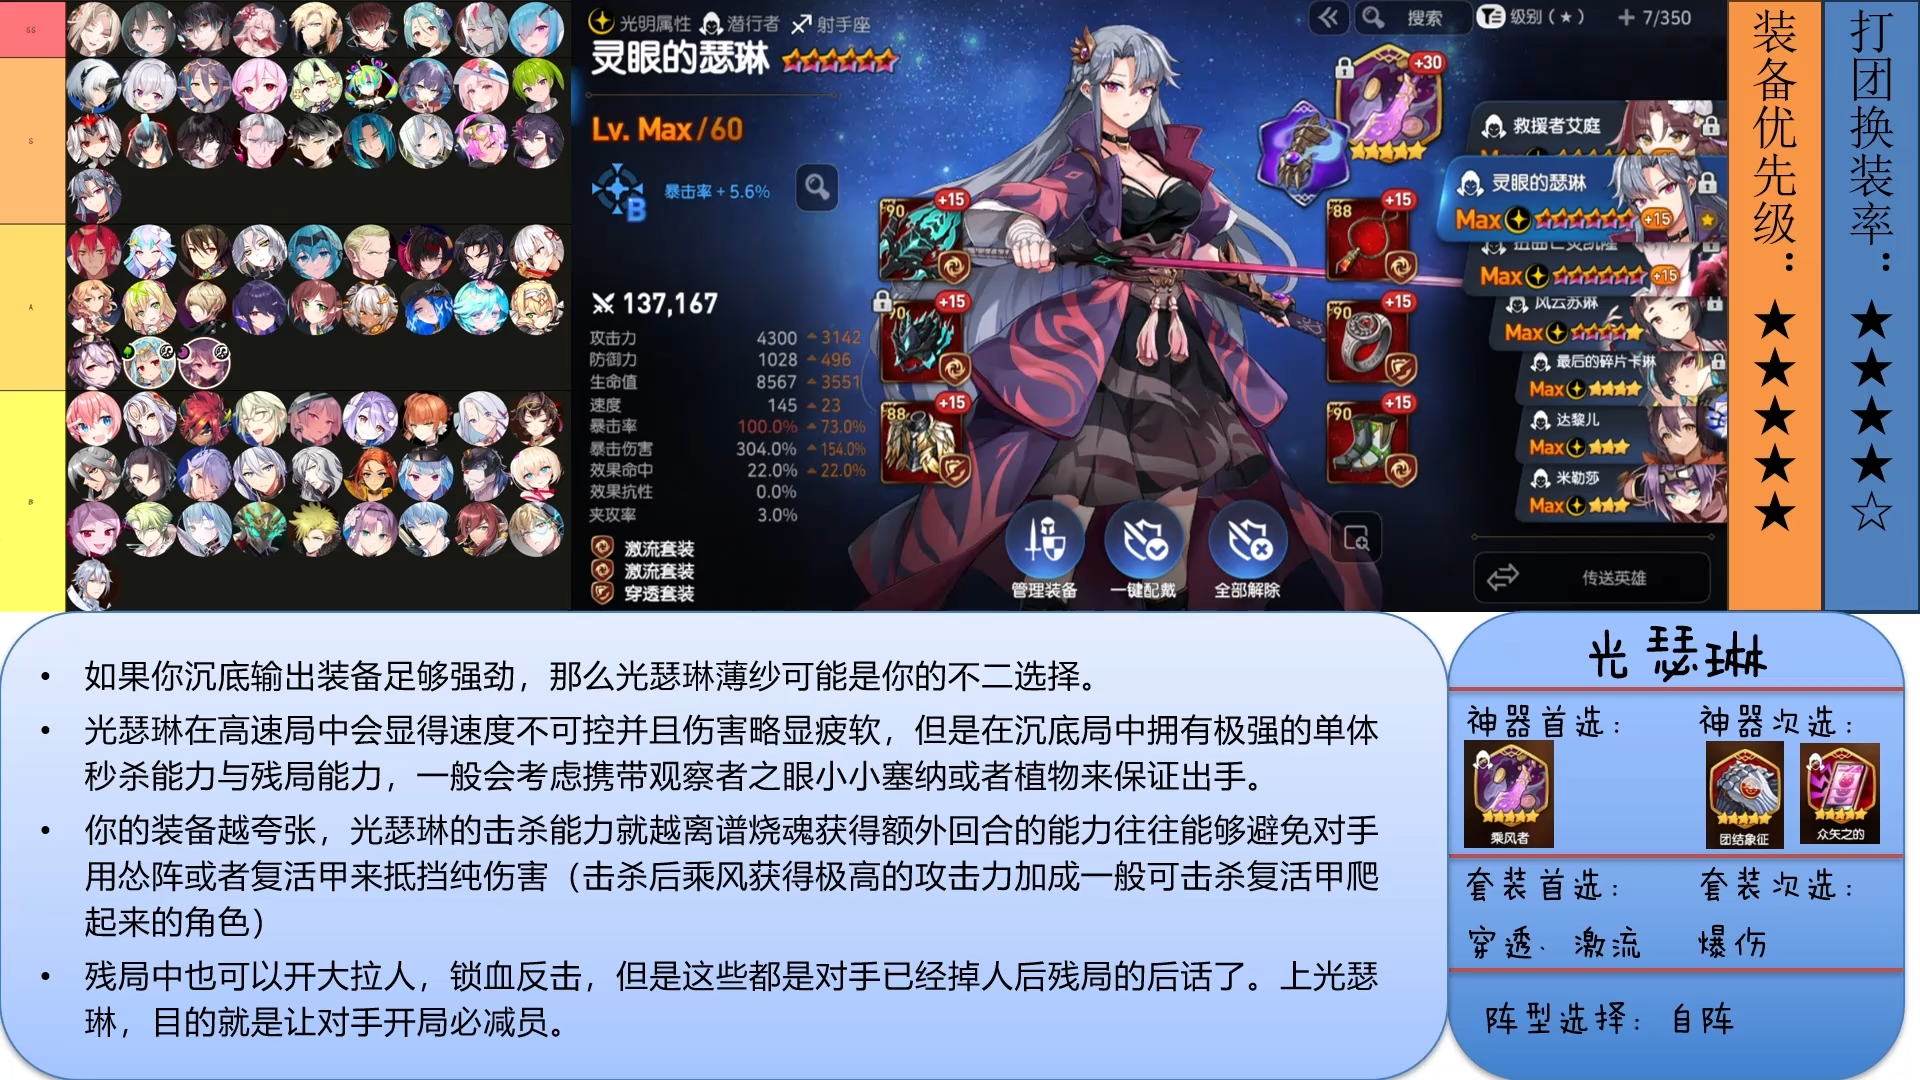 SS
S
A
B
光明属性 潜行者 射手座
灵眼的瑟琳
Lv. Max/60
B
暴击率 + 5.6%
137,167
攻击力 4300 3142
防御力 1028 496
生命值 8567 3551
速度 145 23
暴击率 100.0% 73.0%
暴击伤害 304.0% 154.0%
效果命中 22.0% 22.0%
效果抗性 0.0%
夹攻率 3.0%
激流套装
激流套装
穿透套装
+30
90 +15
88 +15
+15
90 +15
88 +15
90 +15
管理装备
一键配戴
全部解除
搜索
级别 ( ★ )
7/350
救援者艾庭
灵眼的瑟琳
Max +15
Max +15
风云苏琳
Max
最后的碎片卡琳
Max
达黎儿
Max
米勒莎
Max
传送英雄
装备优先级：★★★★★
打团换装率：★★★★☆
• 如果你沉底输出装备足够强劲，那么光瑟琳薄纱可能是你的不二选择。
• 光瑟琳在高速局中会显得速度不可控并且伤害略显疲软，但是在沉底局中拥有极强的单体
秒杀能力与残局能力，一般会考虑携带观察者之眼小小塞纳或者植物来保证出手。
• 你的装备越夸张，光瑟琳的击杀能力就越离谱烧魂获得额外回合的能力往往能够避免对手
用怂阵或者复活甲来抵挡纯伤害（击杀后乘风获得极高的攻击力加成一般可击杀复活甲爬
起来的角色）
• 残局中也可以开大拉人，锁血反击，但是这些都是对手已经掉人后残局的后话了。上光瑟
琳，目的就是让对手开局必减员。
光瑟琳
神器首选： 神器次选：
乘风者 团结象征 众矢之的
套装首选： 套装次选：
穿透、激流 爆伤
阵型选择：自阵